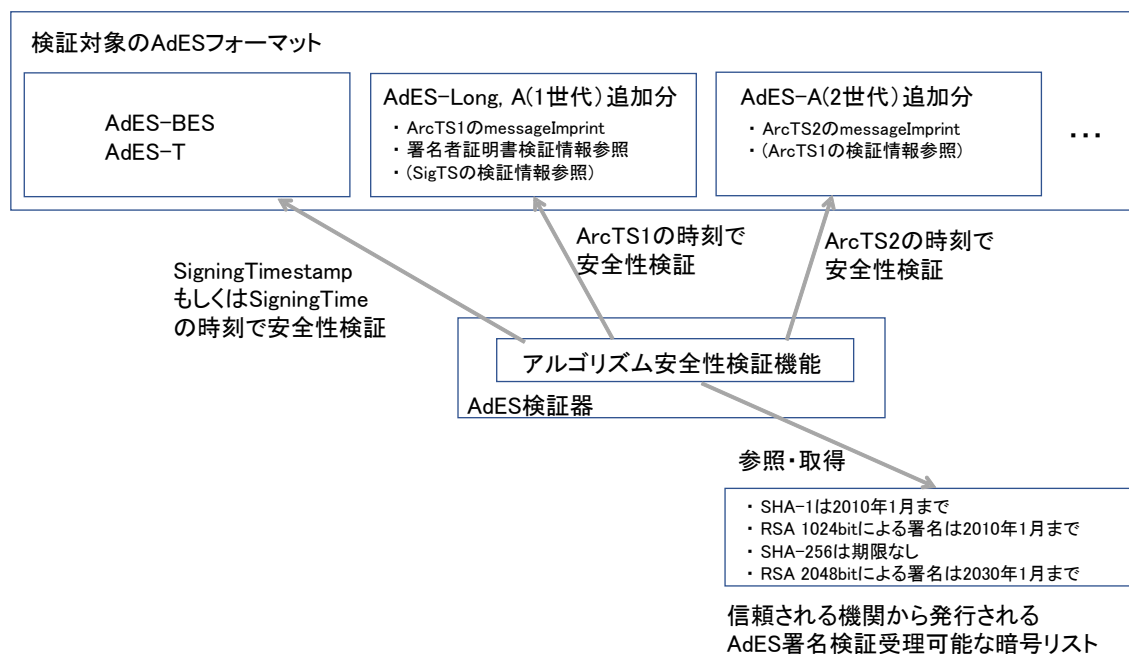 検証対象のAdESフォーマット
AdES-BES
AdES-T
AdES-Long, A(1世代)追加分
・ ArcTS1のmessageImprint
・ 署名者証明書検証情報参照
・ (SigTSの検証情報参照)
AdES-A(2世代)追加分
・ ArcTS2のmessageImprint
・ (ArcTS1の検証情報参照)
…
SigningTimestamp
もしくはSigningTime
の時刻で安全性検証
ArcTS1の時刻で
安全性検証
ArcTS2の時刻で
安全性検証
アルゴリズム安全性検証機能
AdES検証器
参照・取得
・ SHA-1は2010年1月まで
・ RSA 1024bitによる署名は2010年1月まで
・ SHA-256は期限なし
・ RSA 2048bitによる署名は2030年1月まで
信頼される機関から発行される
AdES署名検証受理可能な暗号リスト